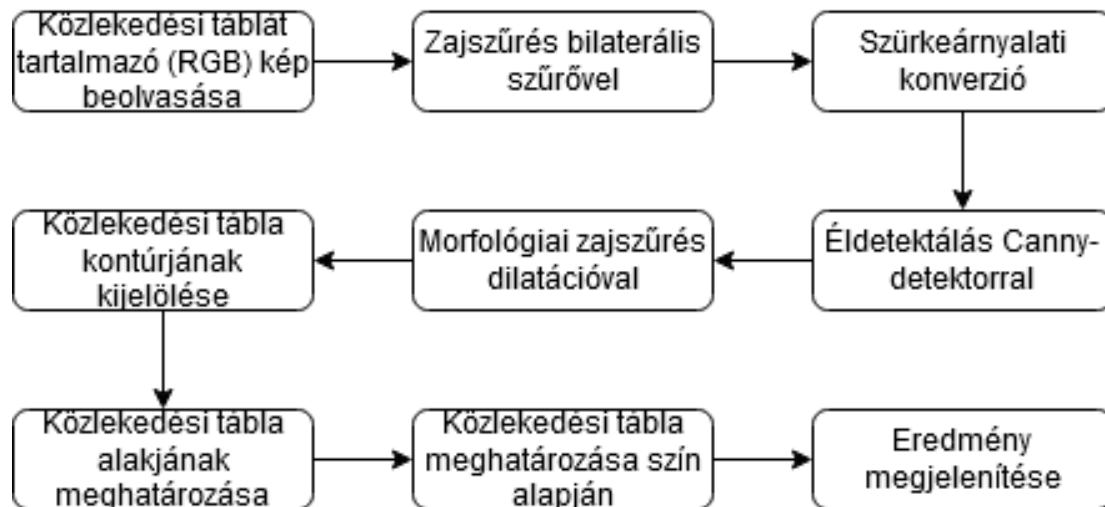 Közlekedési táblát
tartalmazó (RGB) kép
beolvasása
Zajszűrés bilaterális
szűrővel
Szürkeárnyalati
konverzió
Éldetektálás Canny-
detektorral
Morfológiai zajszűrés
dilatációval
Közlekedési tábla
kontúrjának
kijelölése
Közlekedési tábla
alakjának
meghatározása
Közlekedési tábla
meghatározása szín
alapján
Eredmény
megjelenítése